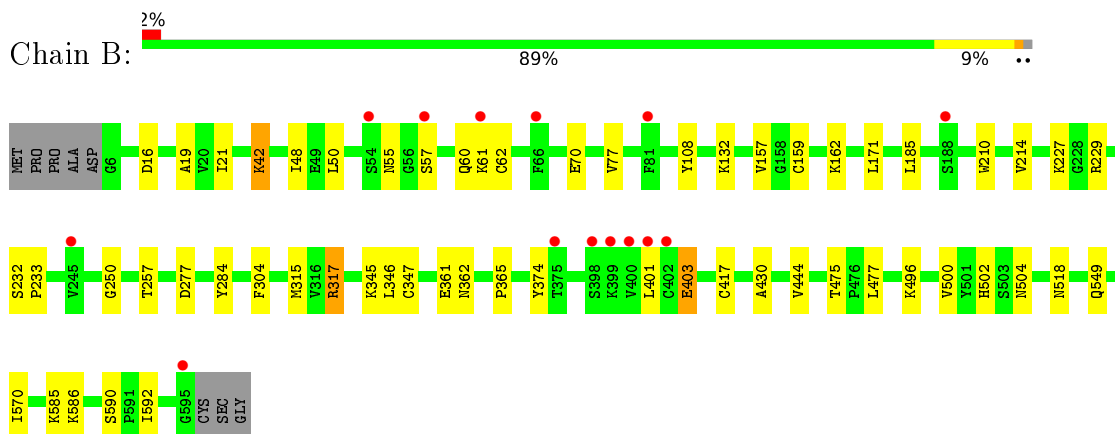 2%
Chain B:
89% 9% ••
MET PRO PRO ALA ASP G6 D16 A19 V20 I21 K42 I48 E49 L50 S54 N55 G56 S57 Q60 K61 C62 F66 E70 V77 F81 Y108 K132 V157 G158 C159 K162 L171 L185 S188 W210 V214 K227 G228 R229
S232 P233 V245 G250 T257 D277 Y284 F304 M315 V316 R317 K345 L346 C347 E361 N362 P365 Y374 T375 S398 K399 V400 L401 C402 E403 C417 A430 V444 T475 P476 L477 K496 V500 Y501 H502 S503 N504 N518 Q549
I570 K585 K586 S590 P591 I592 G595 CYS SEC GLY